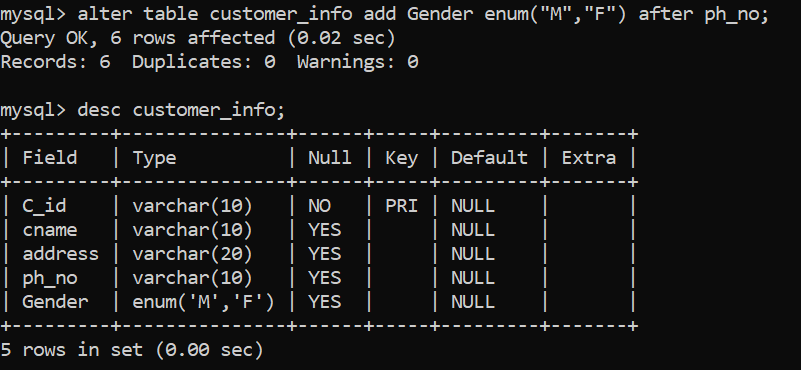 mysql> alter table customer_info add Gender enum("M","F") after ph_no;
Query OK, 6 rows affected (0.02 sec)
Records: 6  Duplicates: 0  Warnings: 0

mysql> desc customer_info;
+---------+---------------+------+-----+---------+-------+
| Field   | Type          | Null | Key | Default | Extra |
+---------+---------------+------+-----+---------+-------+
| C_id    | varchar(10)   | NO   | PRI | NULL    |       |
| cname   | varchar(10)   | YES  |     | NULL    |       |
| address | varchar(20)   | YES  |     | NULL    |       |
| ph_no   | varchar(10)   | YES  |     | NULL    |       |
| Gender  | enum('M','F') | YES  |     | NULL    |       |
+---------+---------------+------+-----+---------+-------+
5 rows in set (0.00 sec)